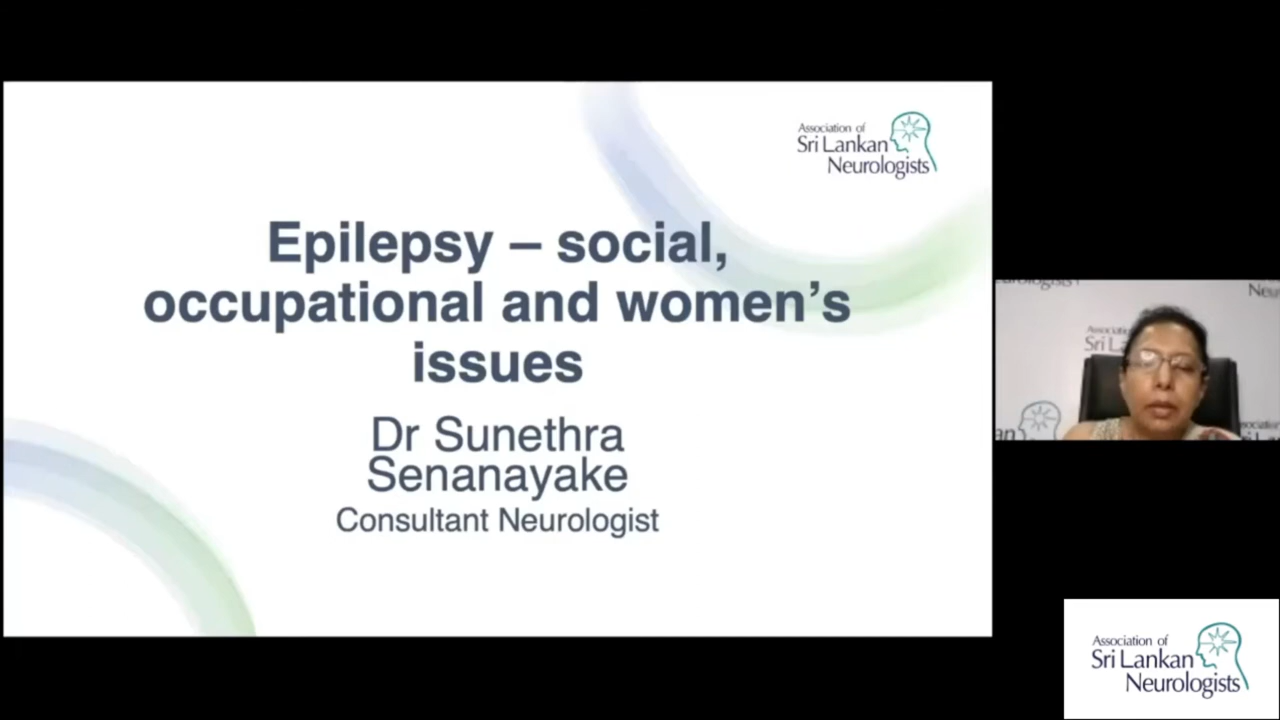 Association of
Sri Lankan
Neurologists
Epilepsy – social,
occupational and women's
issues
Dr Sunethra
Senanayake
Consultant Neurologist
Association of
Sri Lankan
Neurologists